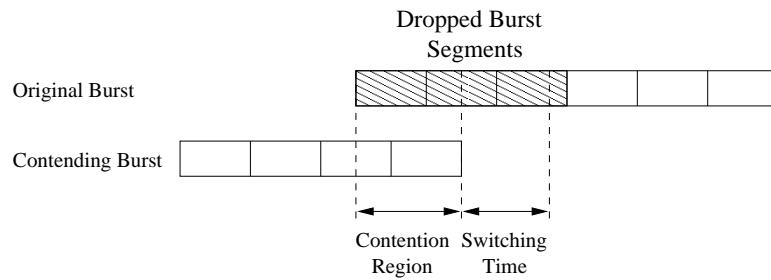 Dropped Burst
Segments
Original Burst
Contending Burst
Contention
Region
Switching
Time